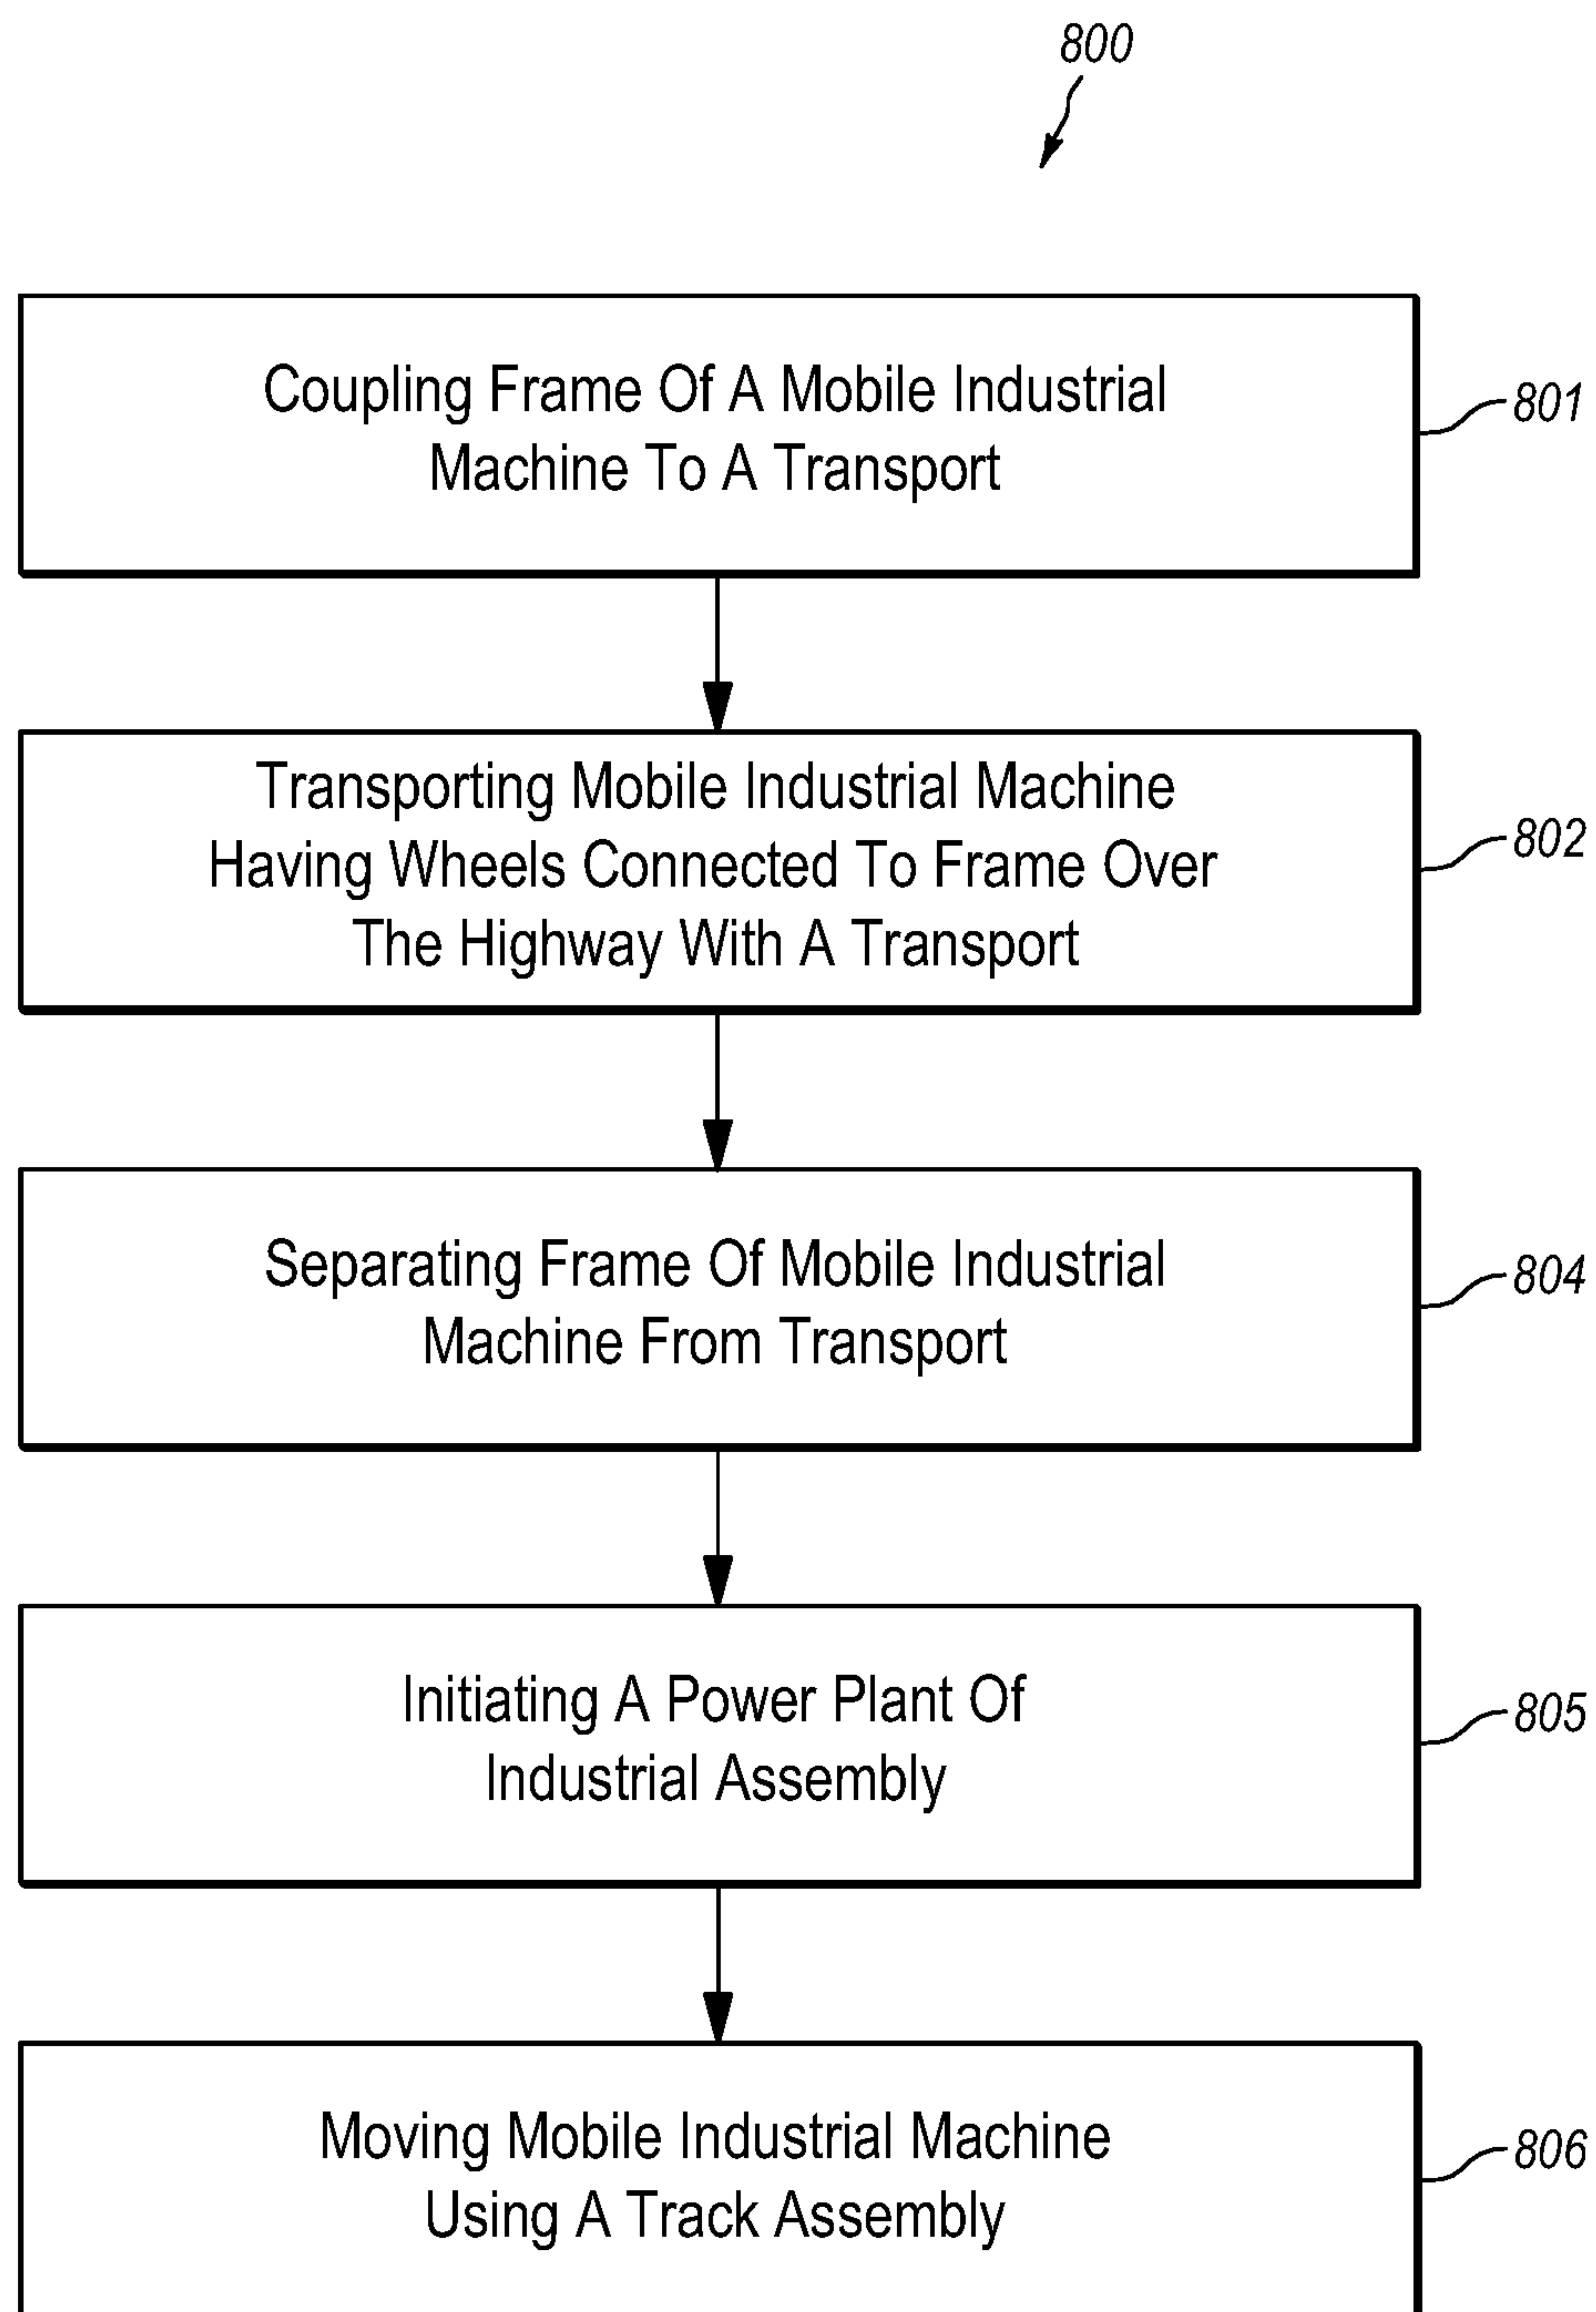 800
Coupling Frame Of A Mobile Industrial
Machine To A Transport
801
Transporting Mobile Industrial Machine
Having Wheels Connected To Frame Over
The Highway With A Transport
802
Separating Frame Of Mobile Industrial
Machine From Transport
804
Initiating A Power Plant Of
Industrial Assembly
805
Moving Mobile Industrial Machine
Using A Track Assembly
806